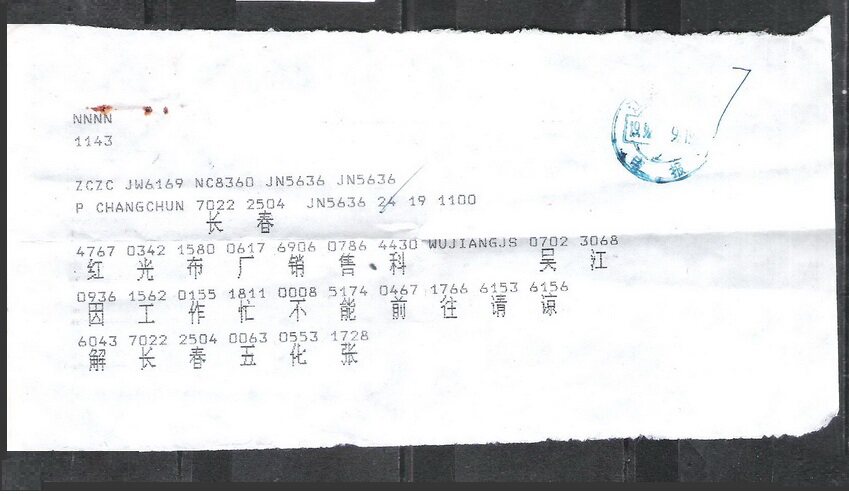 NNNN
1143
ZCZC JW6169 NC8360 JN5636 JN5636
P CHANGCHUN 7022 2504 JN5636 24 19 1100
长 春
4767 0342 1580 0617 6906 0786 4430 WUJIANGJS 0702 3068
红 光 布 厂 销 售 科 吴 江
0936 1562 0155 1811 0008 5174 0467 1766 6153 6156
因 工 作 忙 不 能 前 往 请 谅
6043 7022 2504 0063 0553 1728
解 长 春 五 化 张